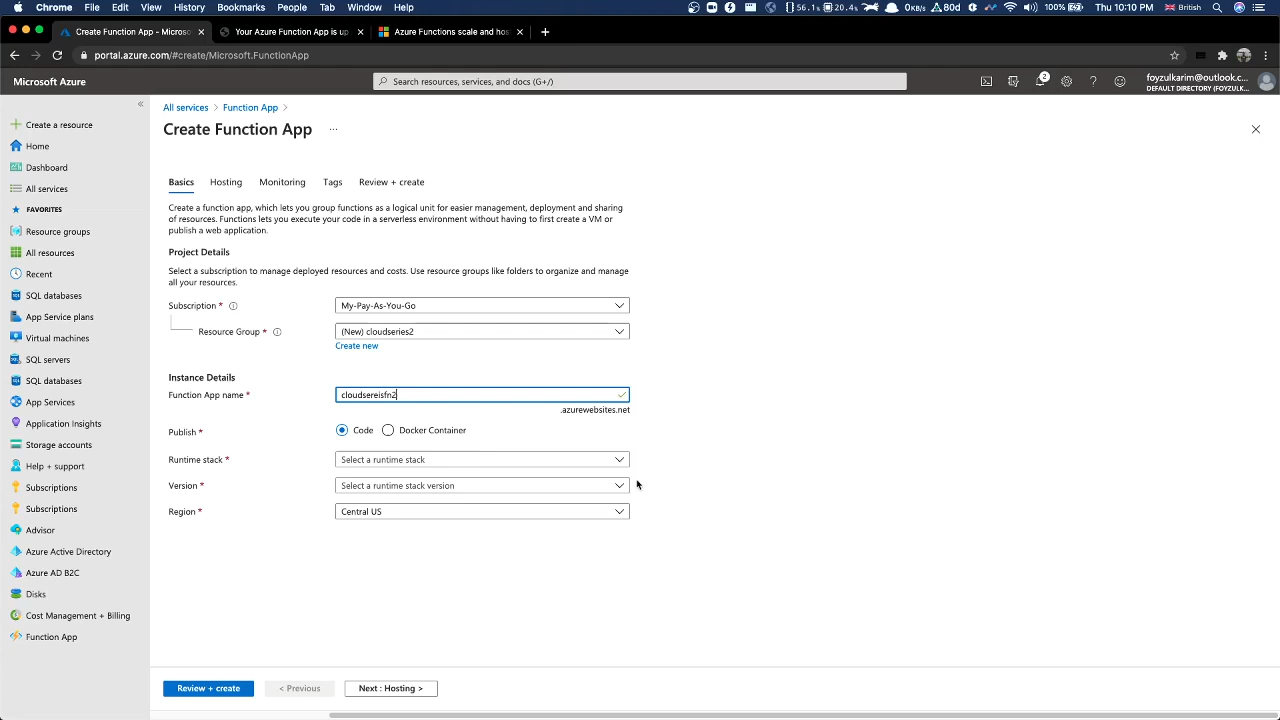 Chrome File Edit View History Bookmarks People Tab Window Help
56.1% 20.4% 0kn/s 80d 100% Thu 10:10 PM British
Create Function App - Microso
Your Azure Function App is up
Azure Functions scale and hos
portal.azure.com/#create/Microsoft.FunctionApp
Microsoft Azure
Search resources, services, and docs (G+/)
2
foyzulkarim@outlook.c...
DEFAULT DIRECTORY (FOYZULK...
Create a resource
Home
Dashboard
All services
FAVORITES
Resource groups
All resources
Recent
SQL databases
App Service plans
Virtual machines
SQL servers
SQL databases
App Services
Application Insights
Storage accounts
Help + support
Subscriptions
Subscriptions
Advisor
Azure Active Directory
Azure AD B2C
Disks
Cost Management + Billing
Function App
All services > Function App >
Create Function App ...
Basics Hosting Monitoring Tags Review + create
Create a function app, which lets you group functions as a logical unit for easier management, deployment and sharing
of resources. Functions lets you execute your code in a serverless environment without having to first create a VM or
publish a web application.
Project Details
Select a subscription to manage deployed resources and costs. Use resource groups like folders to organize and manage
all your resources.
Subscription *
My-Pay-As-You-Go
Resource Group *
(New) cloudseries2
Create new
Instance Details
Function App name *
cloudsereisfn2
.azurewebsites.net
Publish *
Code Docker Container
Runtime stack *
Select a runtime stack
Version *
Select a runtime stack version
Region *
Central US
Review + create
< Previous
Next : Hosting >